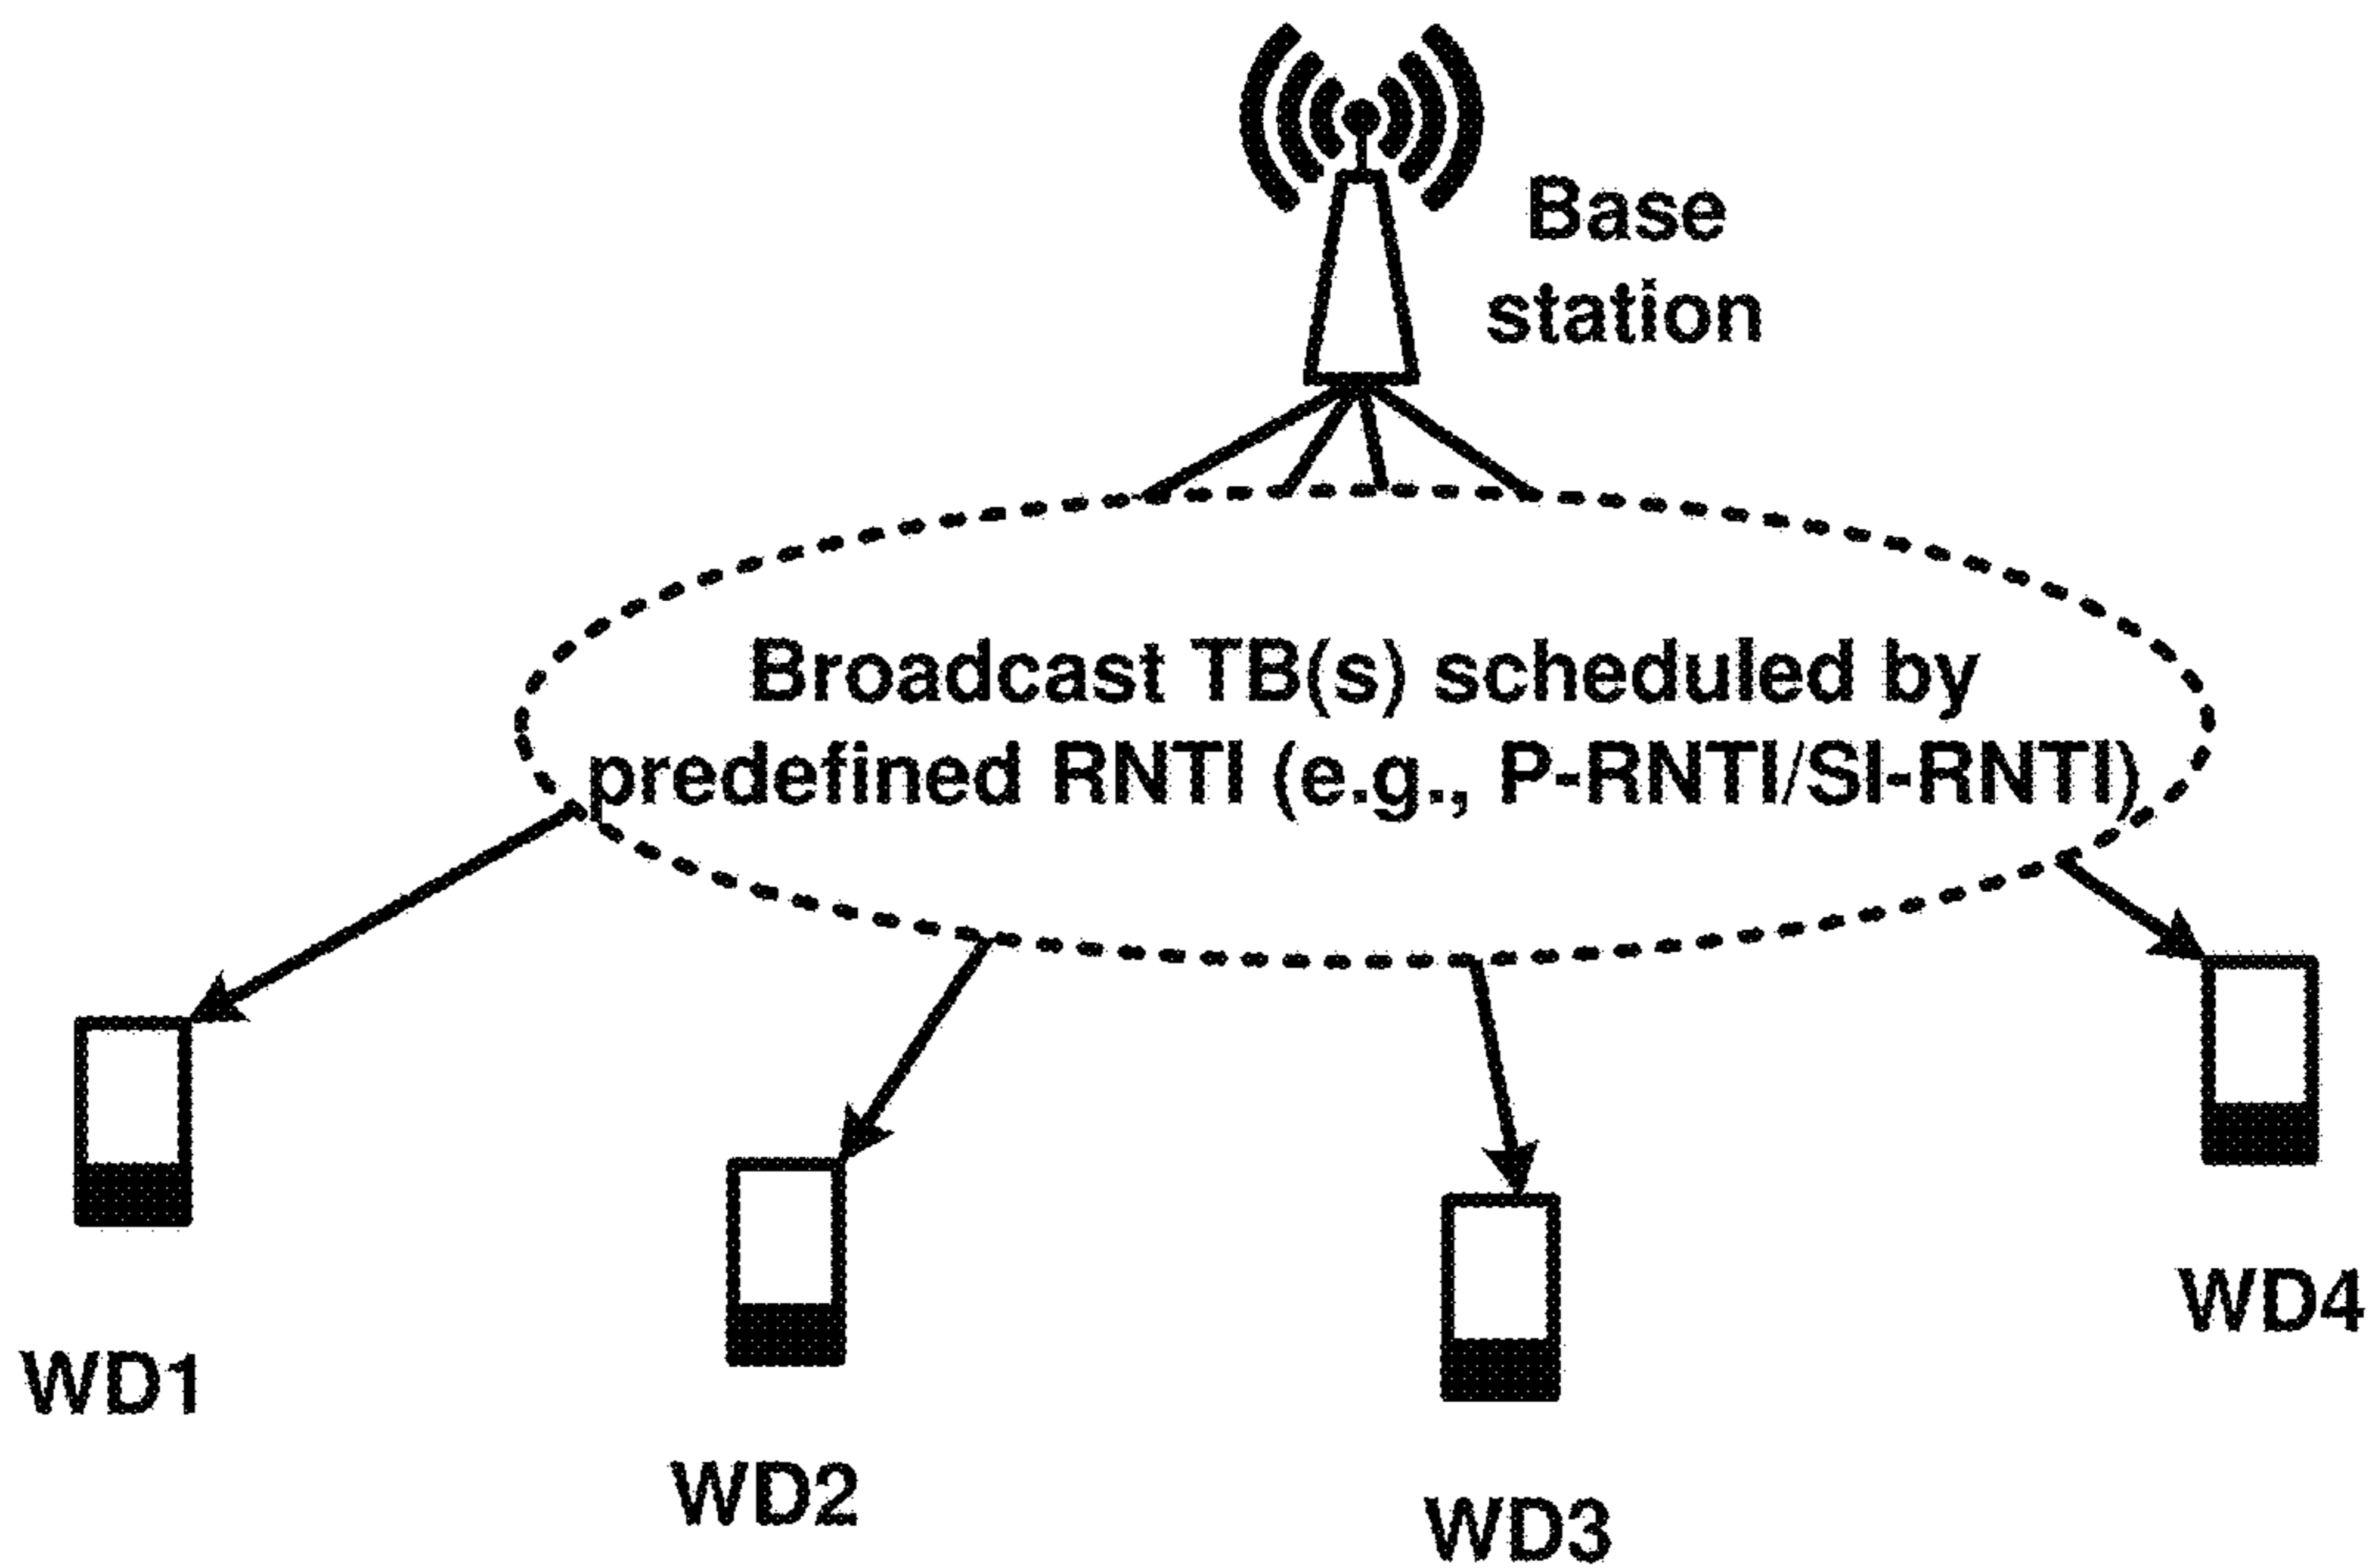 Base
station
Broadcast TB(s) scheduled by
predefined RNTI (e.g., P-RNTI/SI-RNTI)
WD1
WD2
WD3
WD4